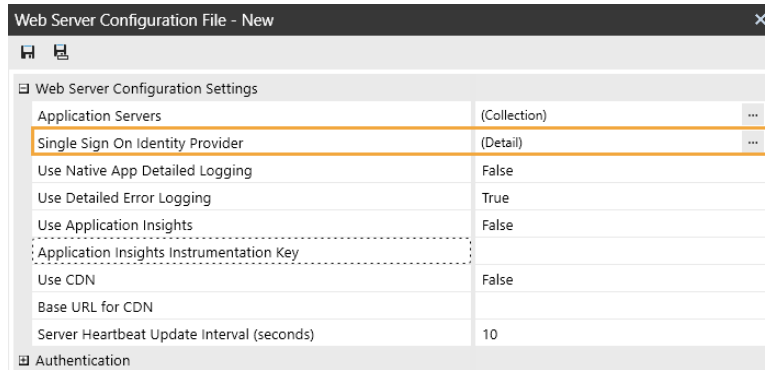 Web Server Configuration File - New
Web Server Configuration Settings
Application Servers (Collection) ...
Single Sign On Identity Provider (Detail) ...
Use Native App Detailed Logging False
Use Detailed Error Logging True
Use Application Insights False
Application Insights Instrumentation Key
Use CDN False
Base URL for CDN
Server Heartbeat Update Interval (seconds) 10
Authentication